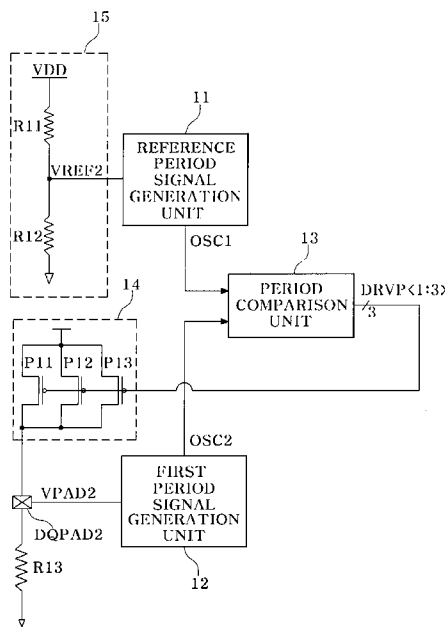 15
VDD
R11
VREF2
R12
11
REFERENCE
PERIOD
SIGNAL
GENERATION
UNIT
OSC1
13
PERIOD
COMPARISON
UNIT
DRVP<1:3>
3
14
P11 P12 P13
OSC2
VPAD2
DQPAD2
R13
FIRST
PERIOD
SIGNAL
GENERATION
UNIT
12